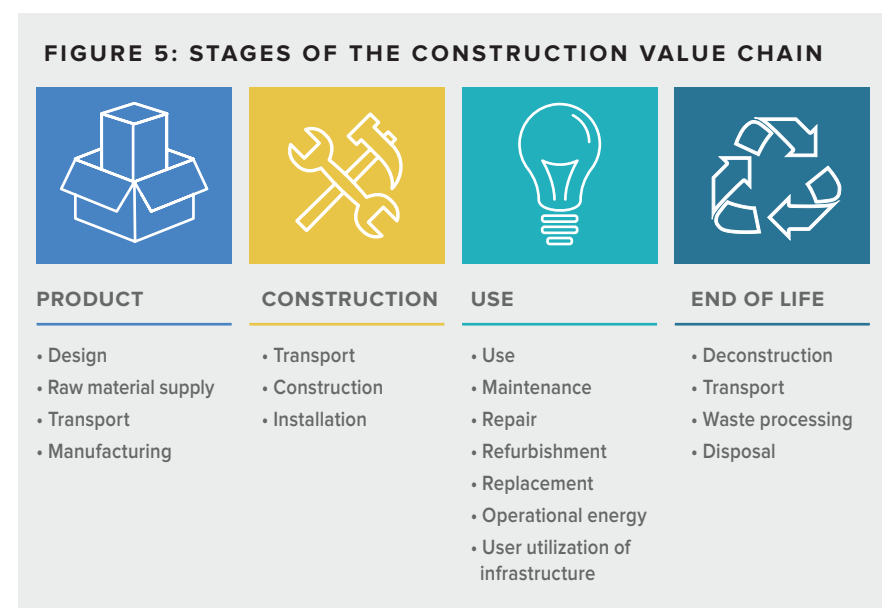 FIGURE 5: STAGES OF THE CONSTRUCTION VALUE CHAIN
PRODUCT
• Design
• Raw material supply
• Transport
• Manufacturing
CONSTRUCTION
• Transport
• Construction
• Installation
USE
• Use
• Maintenance
• Repair
• Refurbishment
• Replacement
• Operational energy
• User utilization of
infrastructure
END OF LIFE
• Deconstruction
• Transport
• Waste processing
• Disposal